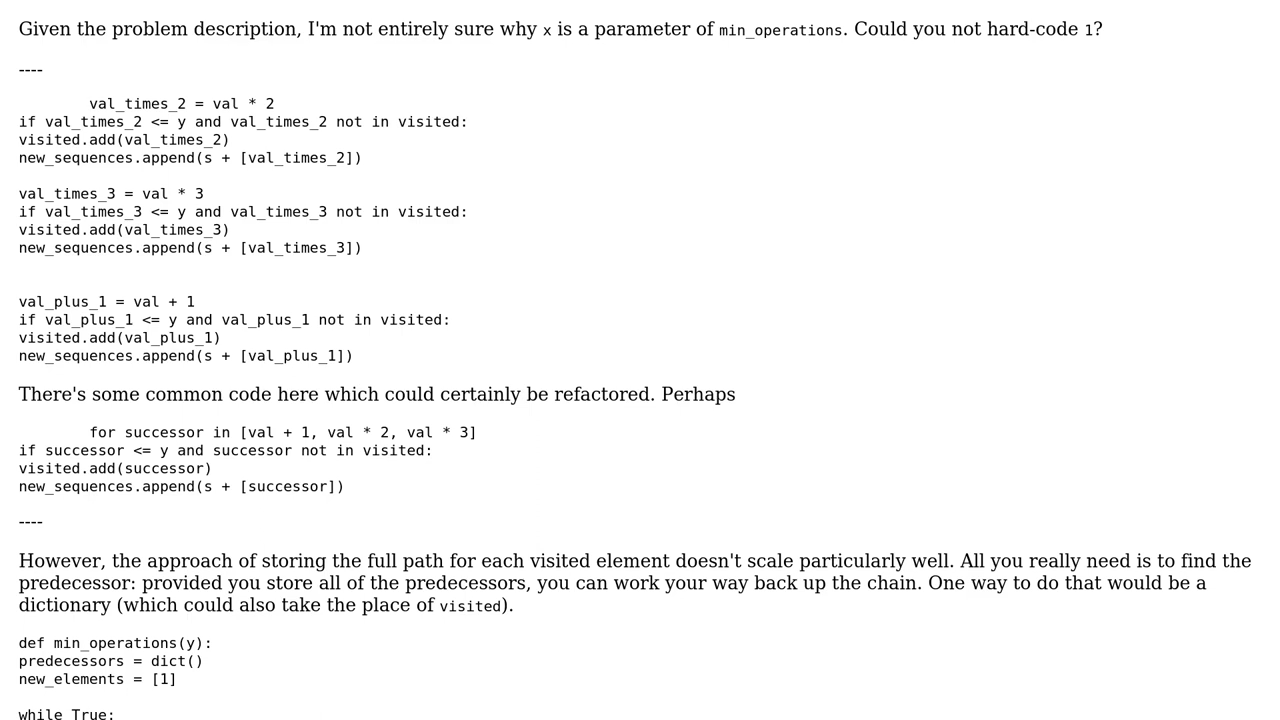 Given the problem description, I'm not entirely sure why x is a parameter of min_operations. Could you not hard-code 1?
----
val_times_2 = val * 2
if val_times_2 <= y and val_times_2 not in visited:
visited.add(val_times_2)
new_sequences.append(s + [val_times_2])
val_times_3 = val * 3
if val_times_3 <= y and val_times_3 not in visited:
visited.add(val_times_3)
new_sequences.append(s + [val_times_3])
val_plus_1 = val + 1
if val_plus_1 <= y and val_plus_1 not in visited:
visited.add(val_plus_1)
new_sequences.append(s + [val_plus_1])
There's some common code here which could certainly be refactored. Perhaps
for successor in [val + 1, val * 2, val * 3]
if successor <= y and successor not in visited:
visited.add(successor)
new_sequences.append(s + [successor])
----
However, the approach of storing the full path for each visited element doesn't scale particularly well. All you really need is to find the
predecessor: provided you store all of the predecessors, you can work your way back up the chain. One way to do that would be a
dictionary (which could also take the place of visited).
def min_operations(y):
predecessors = dict()
new_elements = [1]
while True: